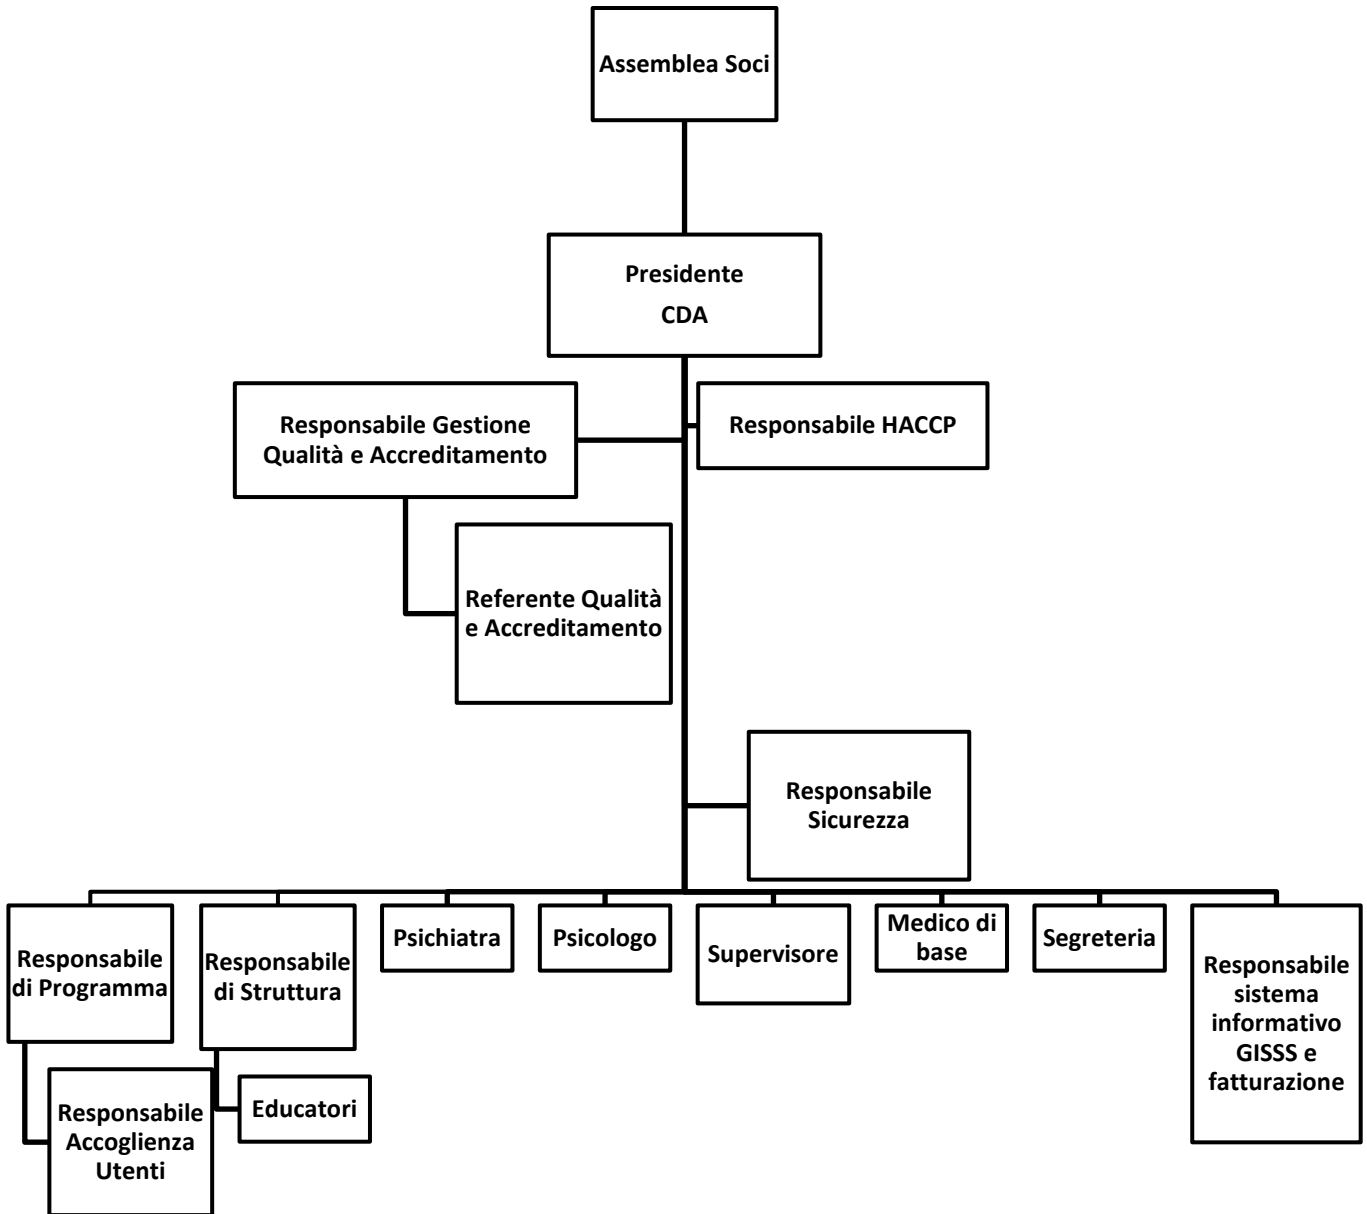 Assemblea Soci
Presidente
CDA
Responsabile Gestione
Qualità e Accreditamento
Responsabile HACCP
Referente Qualità
e Accreditamento
Responsabile
Sicurezza
Responsabile
di Programma
Responsabile
di Struttura
Psichiatra
Psicologo
Supervisore
Medico di
base
Segreteria
Responsabile
sistema
informativo
GISSS e
fatturazione
Responsabile
Accoglienza
Utenti
Educatori